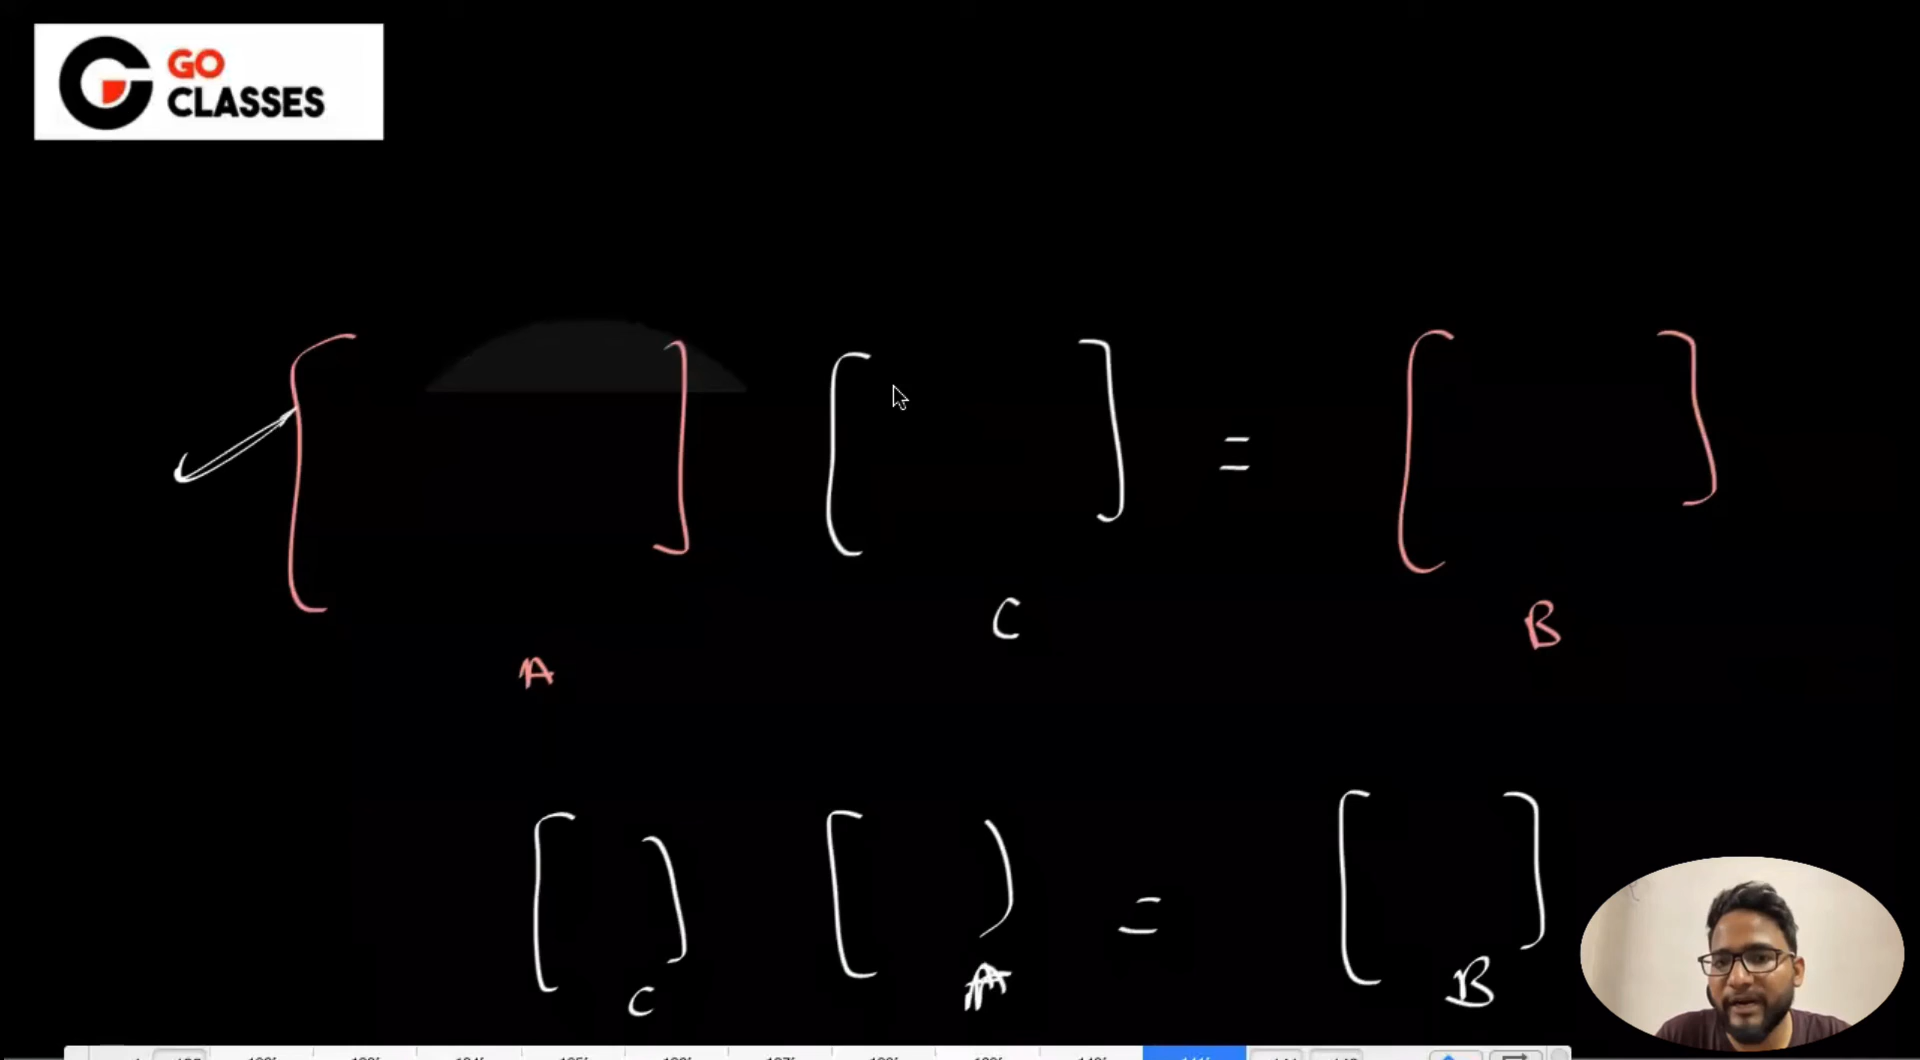 GO
CLASSES
=
C
B
A
=
C A B